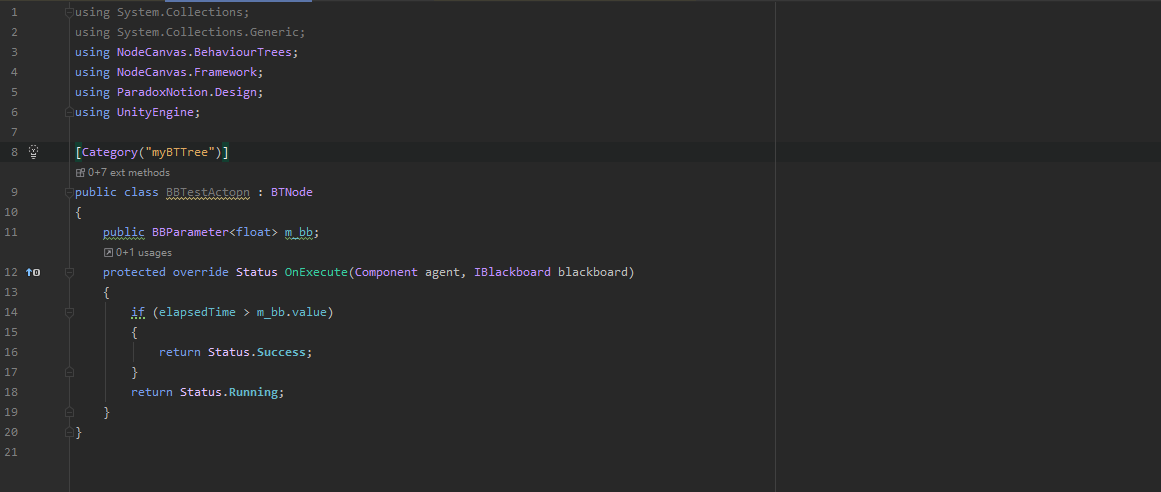 1 using System.Collections;
2 using System.Collections.Generic;
3 using NodeCanvas.BehaviourTrees;
4 using NodeCanvas.Framework;
5 using ParadoxNotion.Design;
6 using UnityEngine;
7
8 [Category("myBTTree")]
0+7 ext methods
9 public class BBTestActopn : BTNode
10 {
11 public BBParameter<float> m_bb;
0+1 usages
12 protected override Status OnExecute(Component agent, IBlackboard blackboard)
13 {
14 if (elapsedTime > m_bb.value)
15 {
16 return Status.Success;
17 }
18 return Status.Running;
19 }
20 }
21